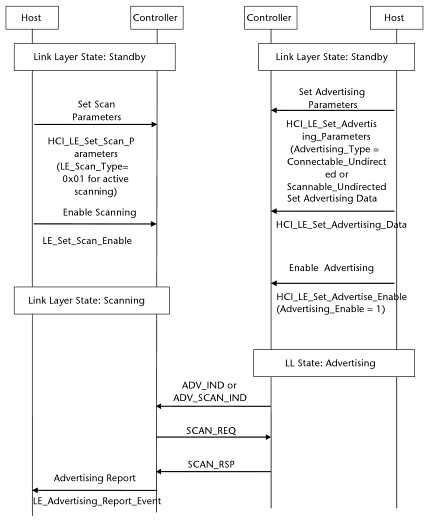 Host
Controller
Controller
Host
Link Layer State: Standby
Link Layer State: Standby
Set Scan
Parameters
HCI_LE_Set_Scan_P
arameters
(LE_Scan_Type=
0x01 for active
scanning)
Enable Scanning
LE_Set_Scan_Enable
Set Advertising
Parameters
HCI_LE_Set_Advertis
ing_Parameters
(Advertising_Type =
Connectable_Undirect
ed or
Scannable_Undirected
Set Advertising Data
HCI_LE_Set_Advertising_Data
Enable Advertising
HCI_LE_Set_Advertise_Enable
(Advertising_Enable = 1)
Link Layer State: Scanning
LL State: Advertising
ADV_IND or
ADV_SCAN_IND
SCAN_REQ
SCAN_RSP
Advertising Report
LE_Advertising_Report_Event